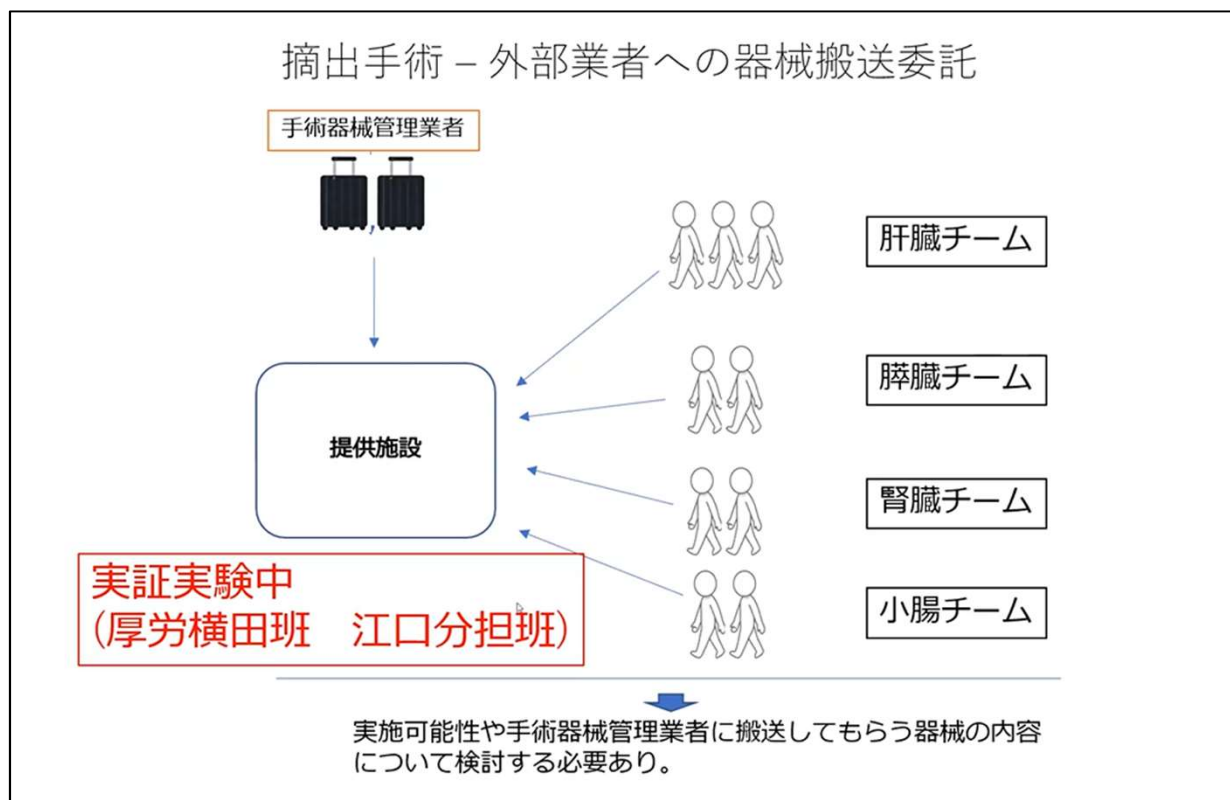 摘出手術 – 外部業者への器械搬送委託
手術器械管理業者
肝臓チーム
膵臓チーム
提供施設
腎臓チーム
小腸チーム
実証実験中
(厚労横田班　江口分担班)
実施可能性や手術器械管理業者に搬送してもらう器械の内容
について検討する必要あり。